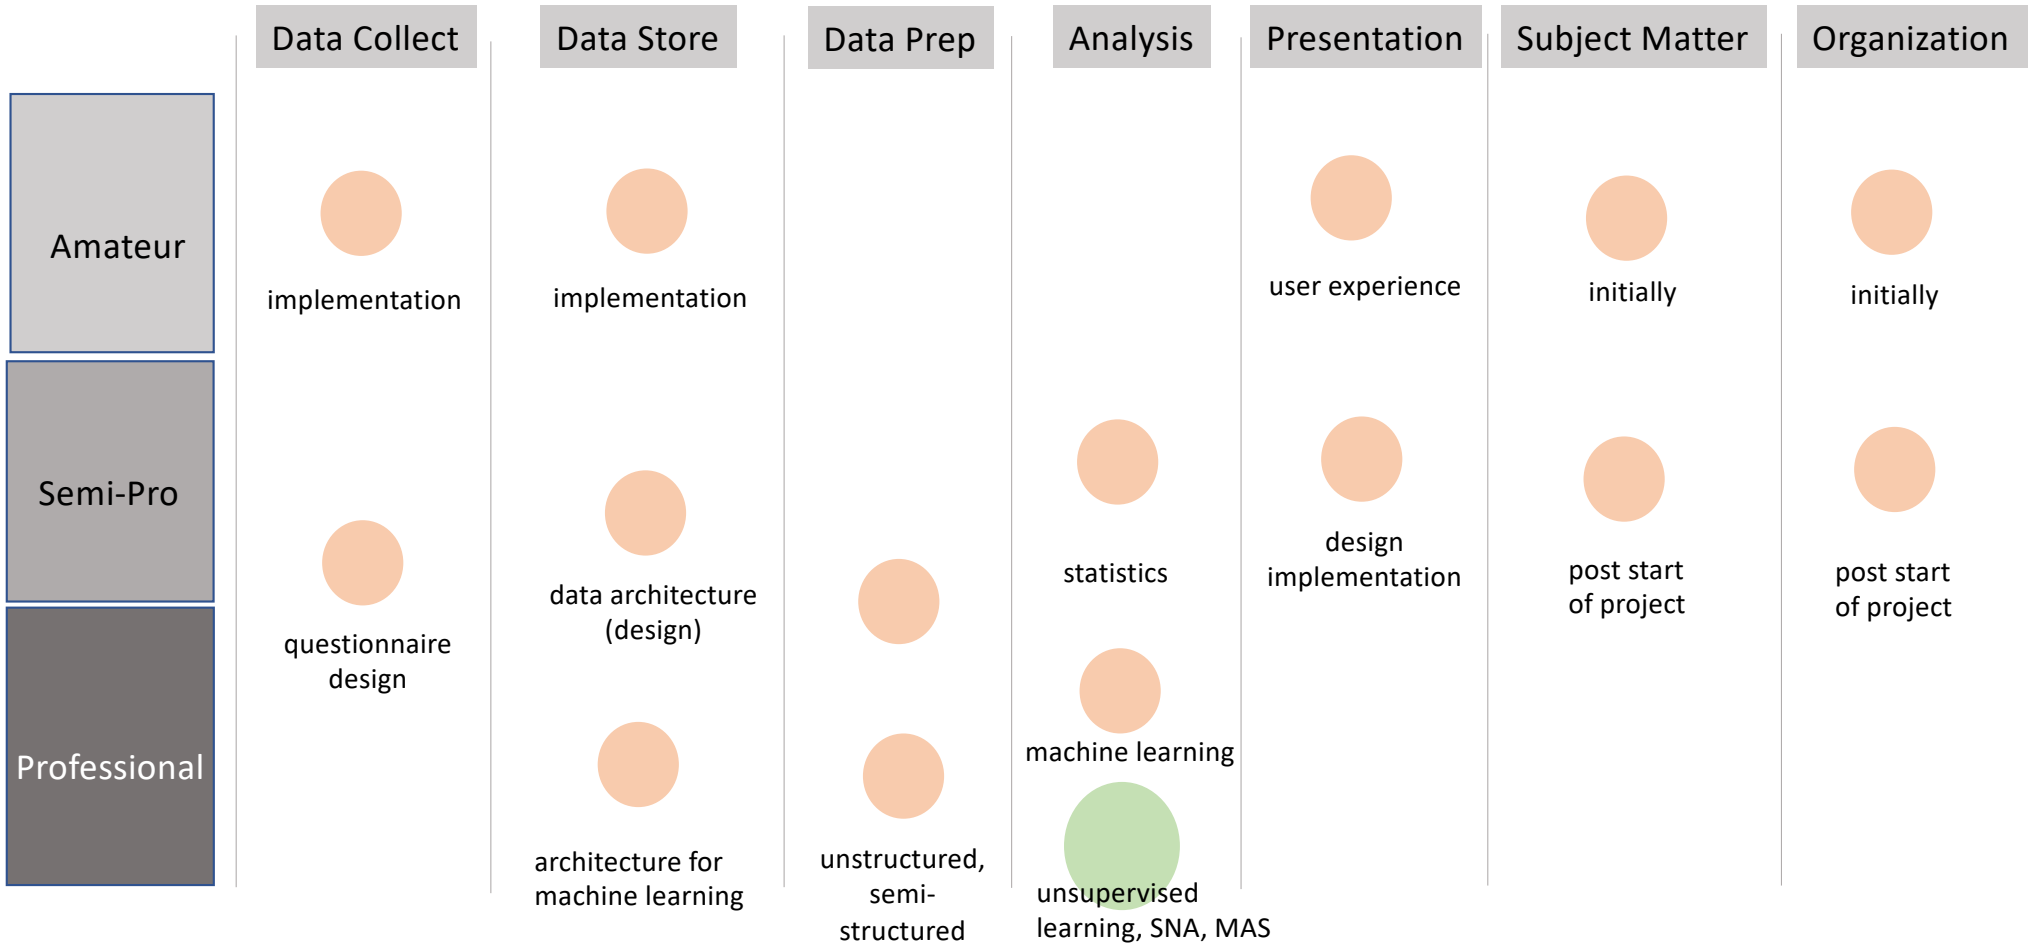 Data Collect
Data Store
Data Prep
Analysis
Presentation
Subject Matter
Organization
Amateur
implementation
implementation
user experience
initially
initially
Semi-Pro
questionnaire
design
data architecture
(design)
statistics
design
implementation
post start
of project
post start
of project
Professional
architecture for
machine learning
unstructured,
semi-
structured
machine learning
unsupervised
learning, SNA, MAS